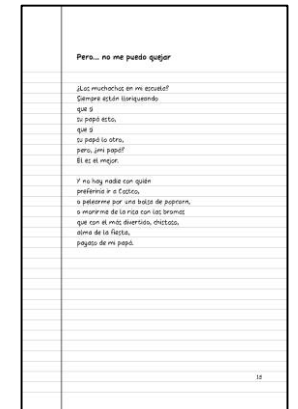 Pero... no me puedo quejar
¿Las muchachas en mi escuela?
Siempre están lloriqueando
que si
su papá esto,
que si
su papá lo otro,
pero, ¿mi papá?
Él es el mejor.
Y no hay nadie con quién
preferiría ir a Costco,
o pelearme por una bolsa de popcorn,
o morirme de la risa con las bromas
que con el más divertido, chistoso,
alma de la fiesta,
payaso de mi papá.